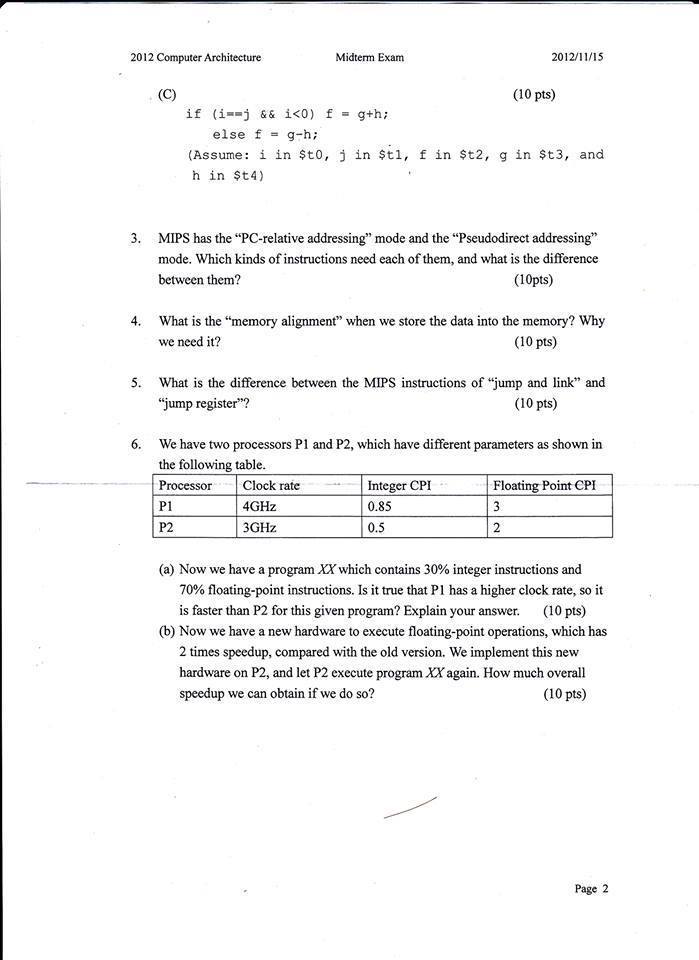 2012 Computer Architecture Midterm Exam 2012/11/15
(C) (10 pts)
if (i==j && i<0) f = g+h;
else f = g-h;
(Assume: i in $t0, j in $t1, f in $t2, g in $t3, and
h in $t4)
3. MIPS has the “PC-relative addressing” mode and the “Pseudodirect addressing”
mode. Which kinds of instructions need each of them, and what is the difference
between them? (10pts)
4. What is the “memory alignment” when we store the data into the memory? Why
we need it? (10 pts)
5. What is the difference between the MIPS instructions of “jump and link” and
“jump register”? (10 pts)
6. We have two processors P1 and P2, which have different parameters as shown in
the following table.
Processor Clock rate Integer CPI Floating Point CPI
P1 4GHz 0.85 3
P2 3GHz 0.5 2
(a) Now we have a program XX which contains 30% integer instructions and
70% floating-point instructions. Is it true that P1 has a higher clock rate, so it
is faster than P2 for this given program? Explain your answer. (10 pts)
(b) Now we have a new hardware to execute floating-point operations, which has
2 times speedup, compared with the old version. We implement this new
hardware on P2, and let P2 execute program XX again. How much overall
speedup we can obtain if we do so? (10 pts)
Page 2